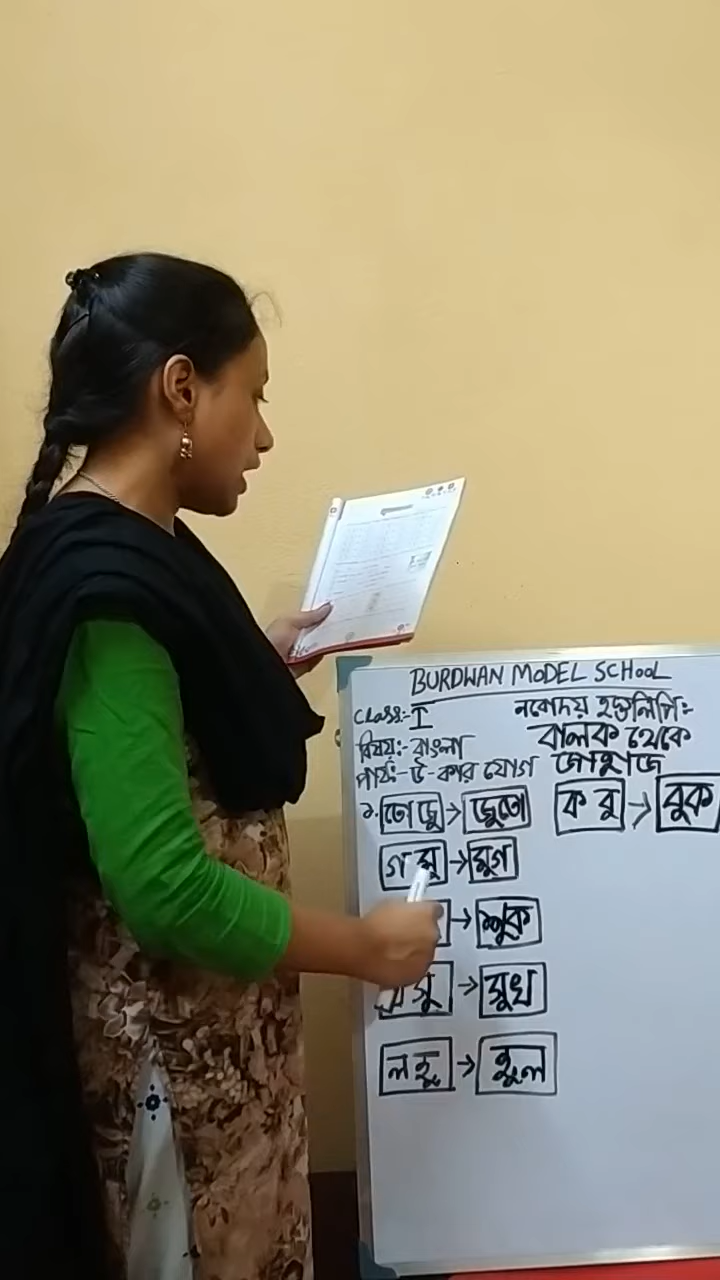 BURDWAN MODEL SCHOOL
Class:- I
নবোদয় হস্তলিপি:-
বালক থেকে
জাহাজ
বিষয়:- বাংলা
পাঠ:- উ-কার যোগ
১. তো জু → জুতো
ক বু → বুক
গ যু → যুগ
→ শুক
খ সু → সুখ
ল হু → হুল